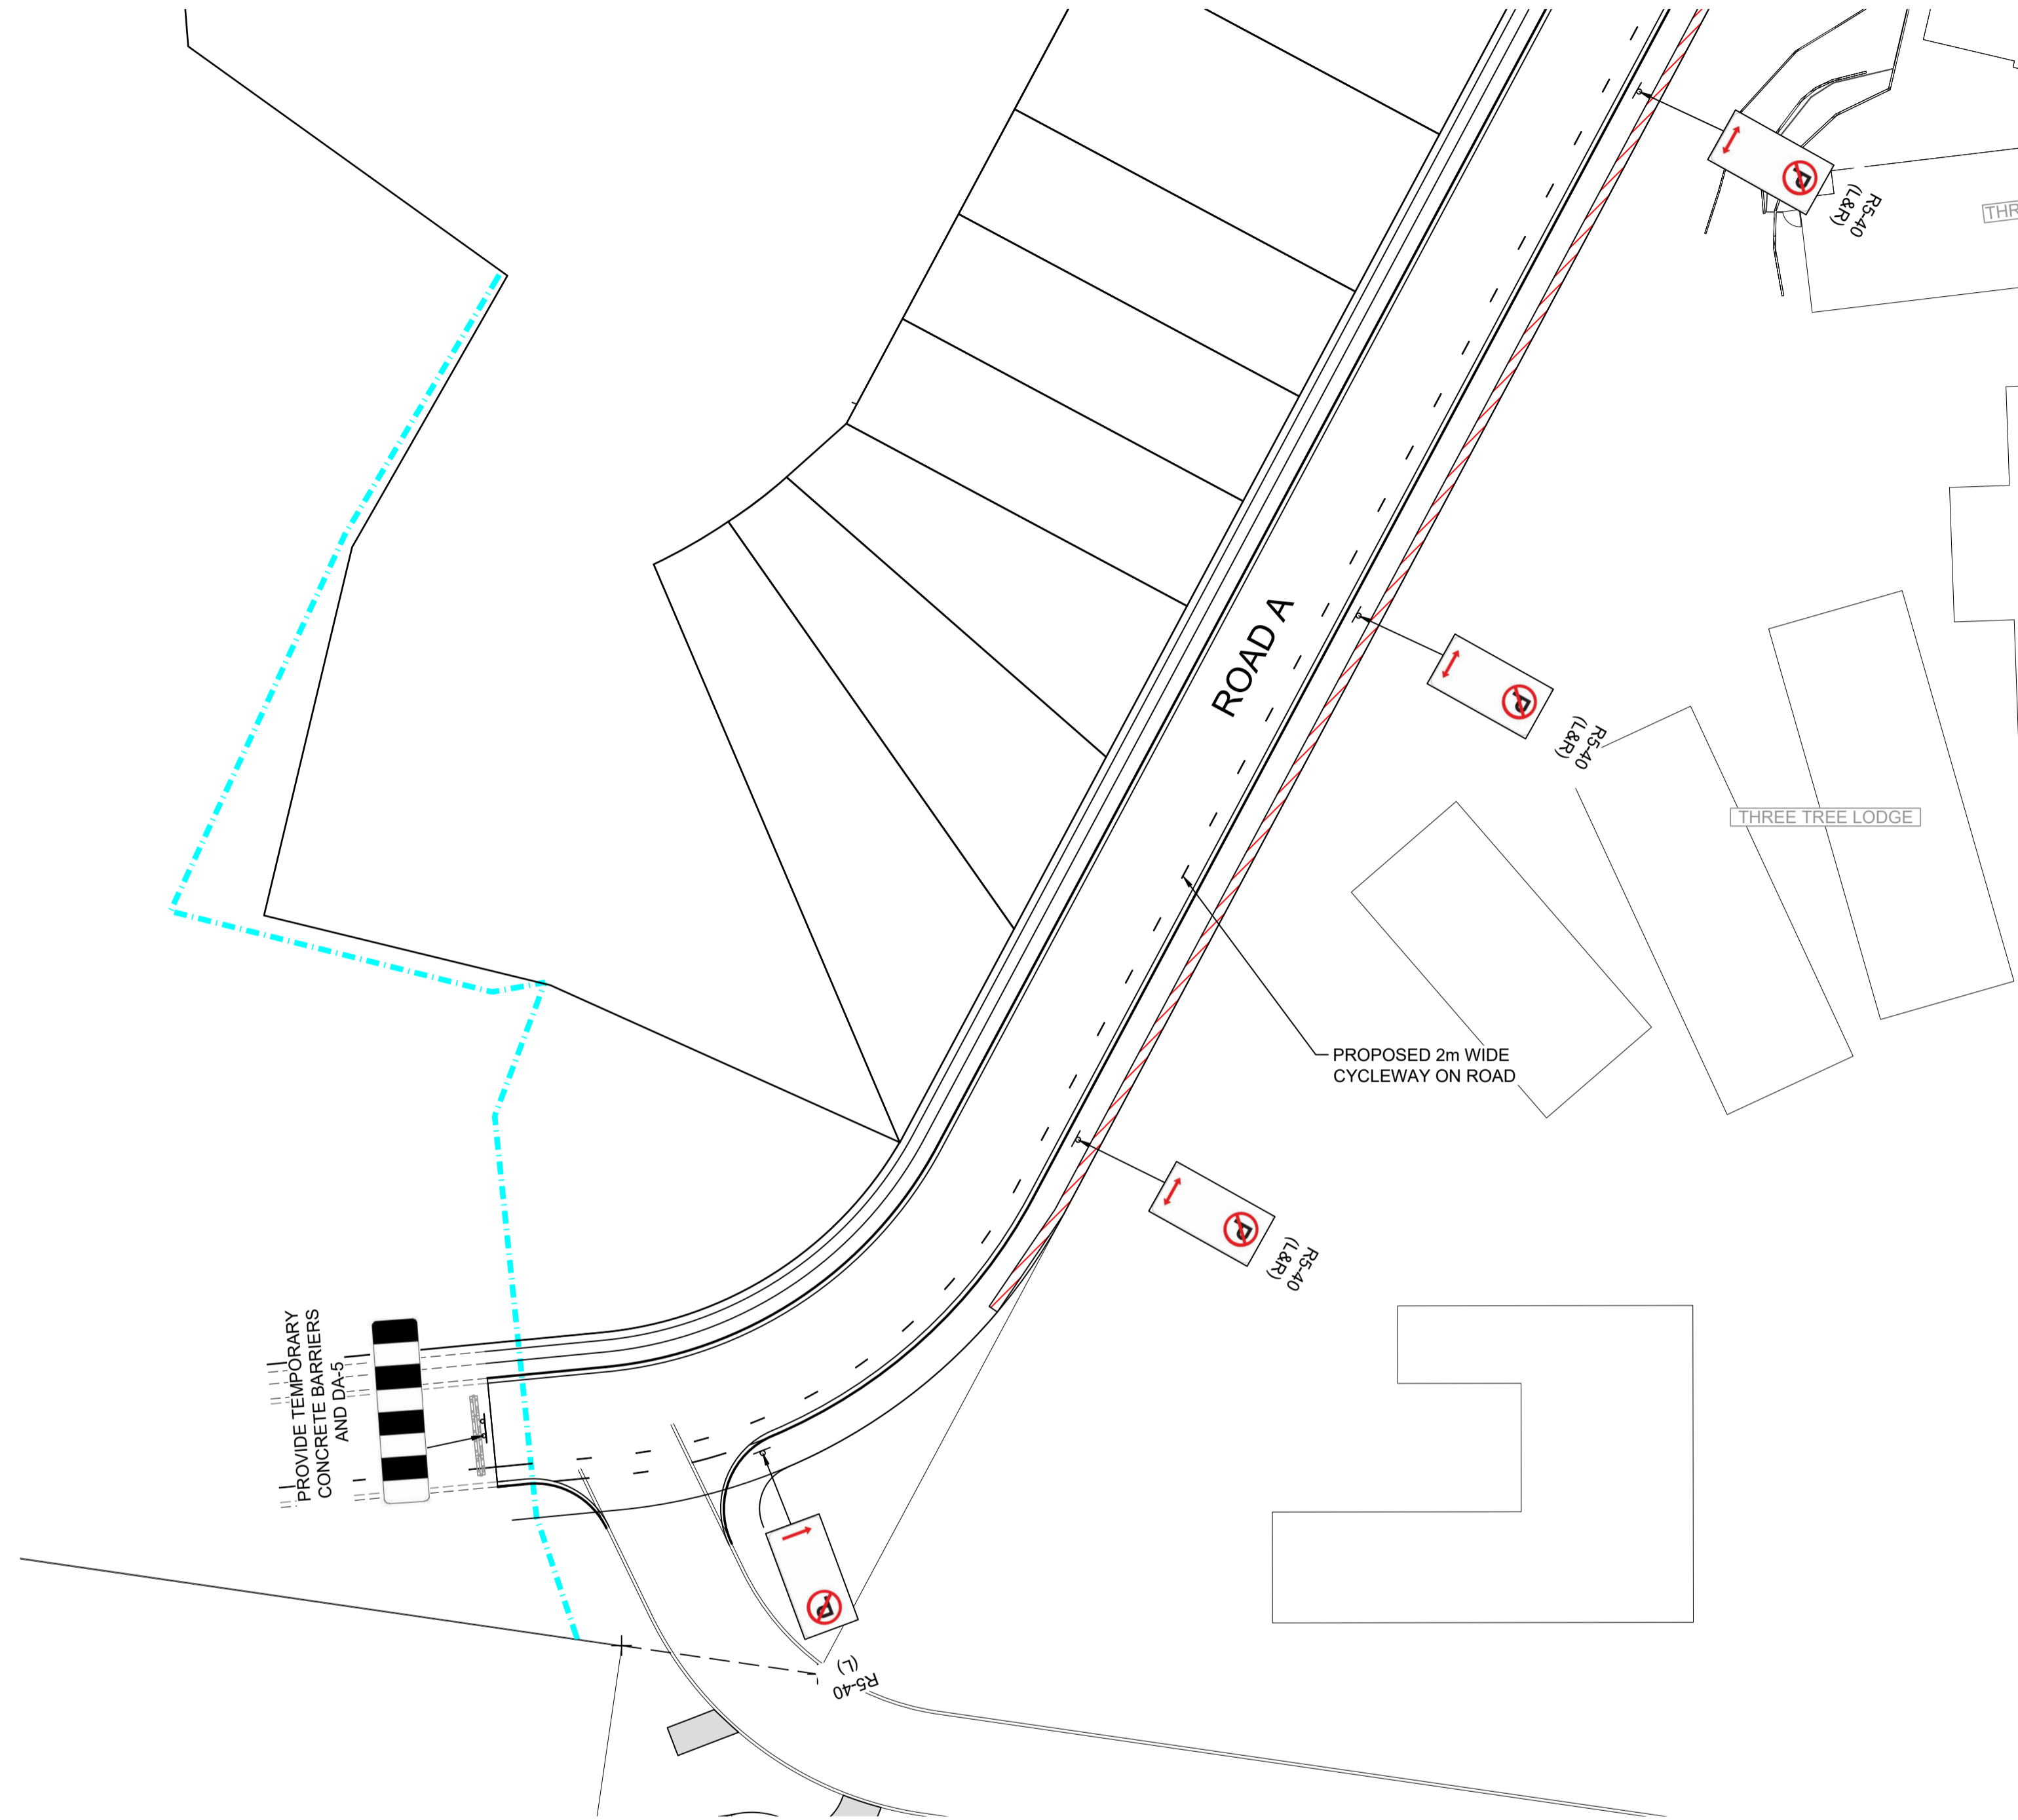 R5-40
(L&R)
THR
ROAD A
R5-40
(L&R)
THREE TREE LODGE
PROPOSED 2m WIDE
CYCLEWAY ON ROAD
R5-40
(L&R)
PROVIDE TEMPORARY
CONCRETE BARRIERS
AND DA-5
R5-40
(L)
P
P
P
P